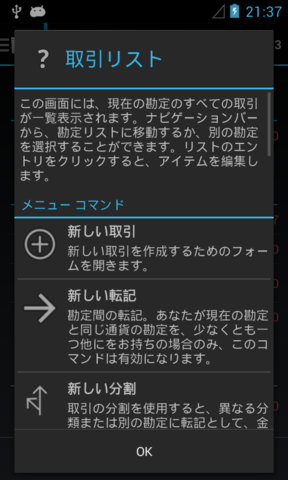 21:37
3
? 取引リスト
この画面には、現在の勘定のすべての取引
が一覧表示されます。ナビゲーションバー
から、勘定リストに移動するか、別の勘定
を選択することができます。リストのエン
トリをクリックすると、アイテムを編集しま
す。
メニュー コマンド
新しい取引
新しい取引を作成するためのフォー
ムを開きます。
新しい転記
勘定間の転記。あなたが現在の勘定
と同じ通貨の勘定を、少なくとも一
つ他にをお持ちの場合のみ、このコ
マンドは有効になります。
新しい分割
取引の分割を使用すると、異なる分
類または別の勘定に転記として、金
OK